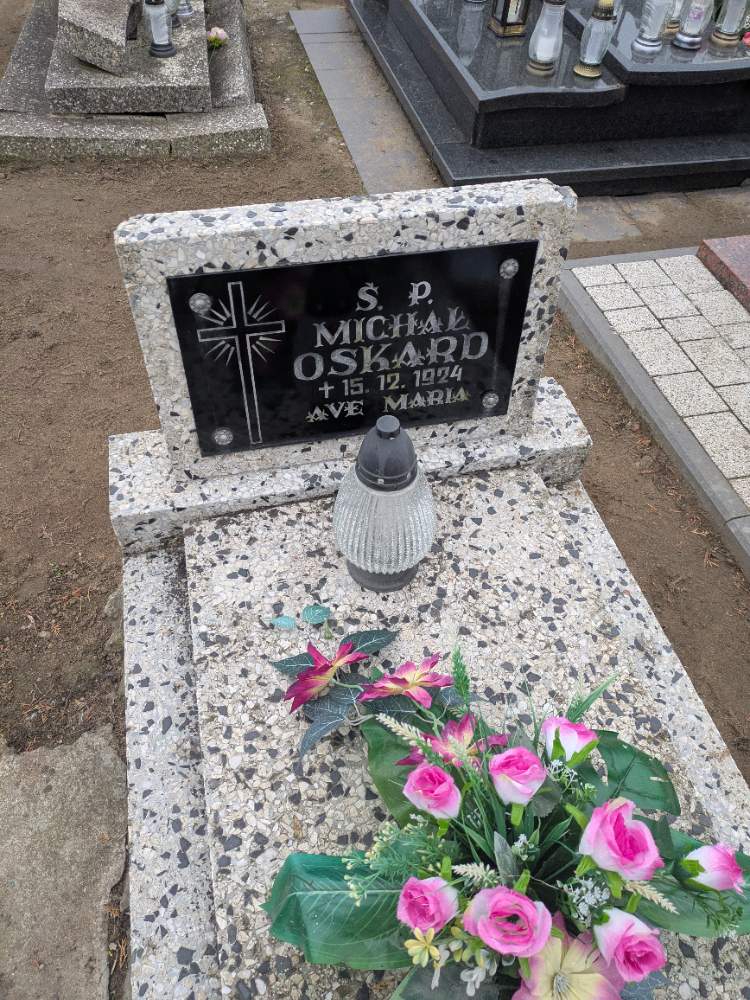 Ś. P.
MICHAŁ
OSKARD
+ 15. 12. 1924
AVE MARIA